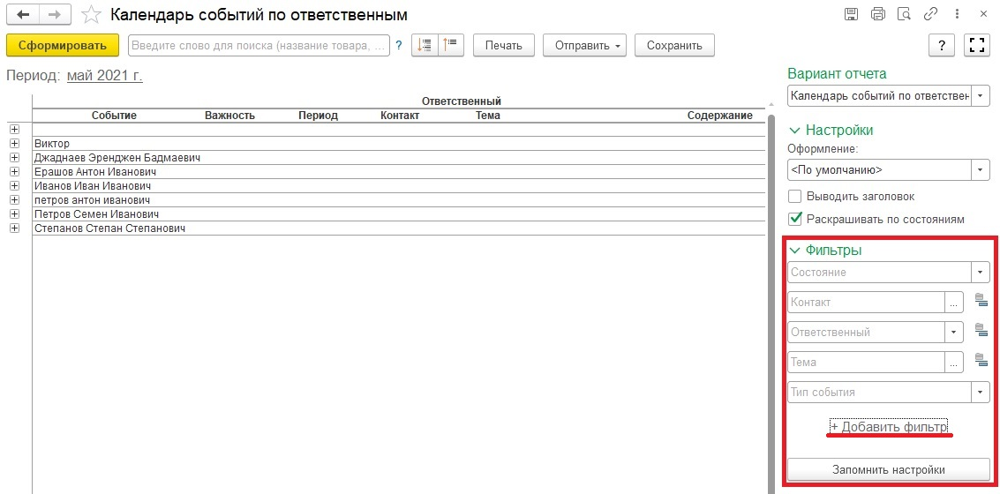 Календарь событий по ответственным
Сформировать
Введите слово для поиска (название товара, ...
?
Печать
Отправить
Сохранить
?
Период: май 2021 г.
Ответственный
Событие Важность Период Контакт Тема Содержание
Виктор
Джаднаев Эренджен Бадмаевич
Ерашов Антон Иванович
Иванов Иван Иванович
петров антон иванович
Петров Семен Иванович
Степанов Степан Степанович
Вариант отчета
Календарь событий по ответствен
Настройки
Оформление:
<По умолчанию>
Выводить заголовок
Раскрашивать по состояниям
Фильтры
Состояние
Контакт ...
Ответственный
Тема ...
Тип события
+ Добавить фильтр
Запомнить настройки